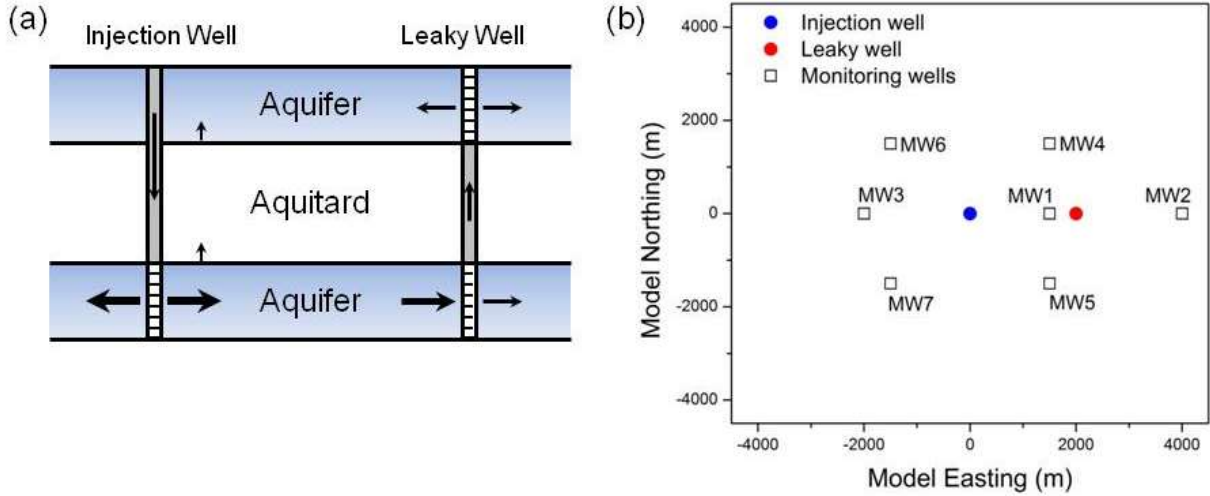 (a)
Injection Well
Leaky Well
Aquifer
Aquitard
Aquifer
(b)
Injection well
Leaky well
Monitoring wells
4000
2000
0
-2000
-4000
Model Northing (m)
MW6
MW4
MW3
MW1
MW2
MW7
MW5
-4000
-2000
0
2000
4000
Model Easting (m)